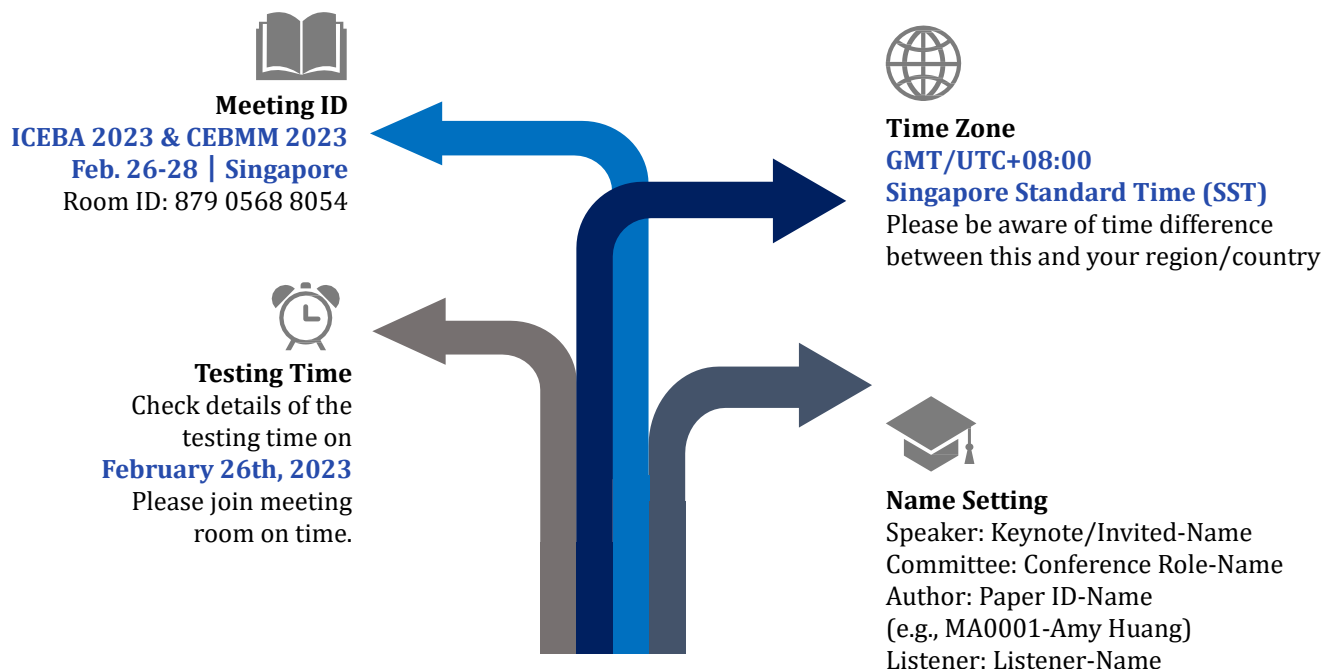 Meeting ID
ICEBA 2023 & CEBMM 2023
Feb. 26-28 | Singapore
Room ID: 879 0568 8054
Time Zone
GMT/UTC+08:00
Singapore Standard Time (SST)
Please be aware of time difference
between this and your region/country
Testing Time
Check details of the
testing time on
February 26th, 2023
Please join meeting
room on time.
Name Setting
Speaker: Keynote/Invited-Name
Committee: Conference Role-Name
Author: Paper ID-Name
(e.g., MA0001-Amy Huang)
Listener: Listener-Name